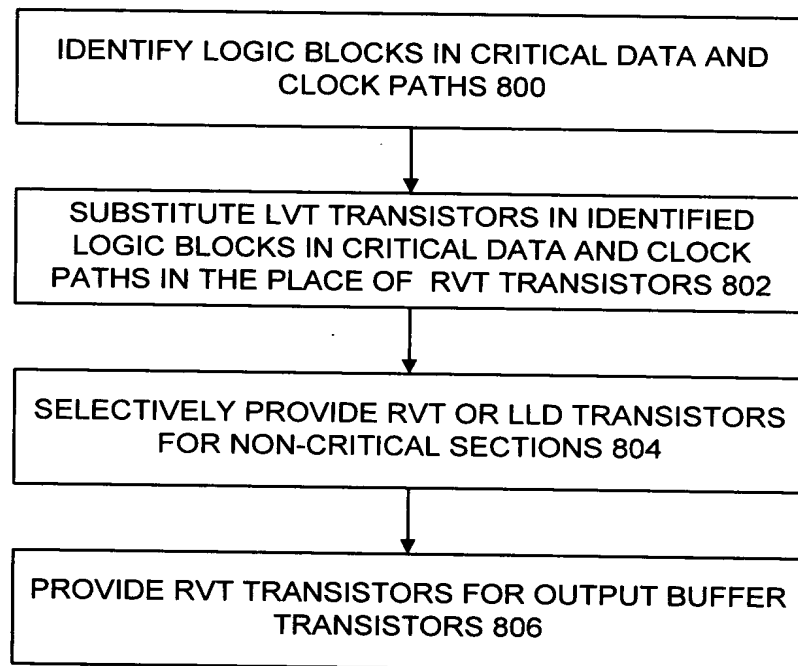 IDENTIFY LOGIC BLOCKS IN CRITICAL DATA AND
CLOCK PATHS 800
SUBSTITUTE LVT TRANSISTORS IN IDENTIFIED
LOGIC BLOCKS IN CRITICAL DATA AND CLOCK
PATHS IN THE PLACE OF RVT TRANSISTORS 802
SELECTIVELY PROVIDE RVT OR LLD TRANSISTORS
FOR NON-CRITICAL SECTIONS 804
PROVIDE RVT TRANSISTORS FOR OUTPUT BUFFER
TRANSISTORS 806